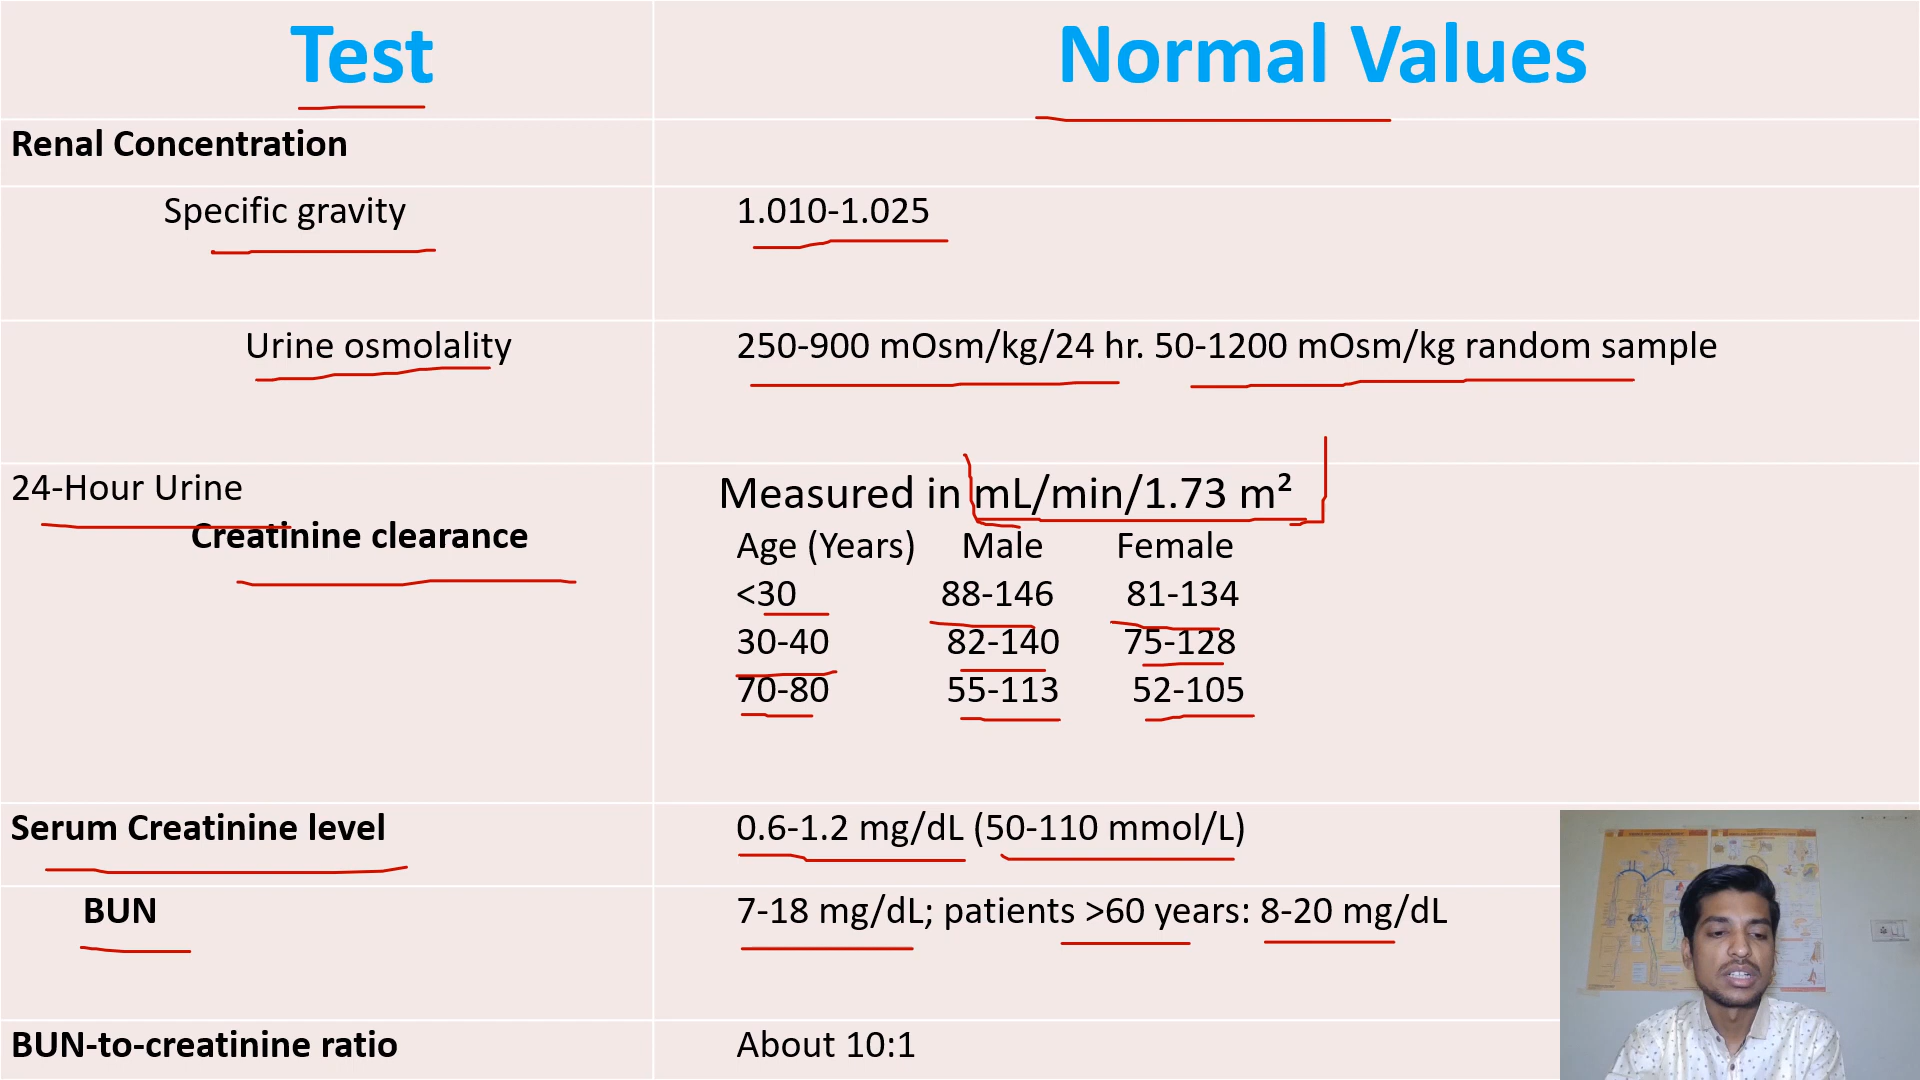 Test
Normal Values
Renal Concentration
Specific gravity
1.010-1.025
Urine osmolality
250-900 mOsm/kg/24 hr. 50-1200 mOsm/kg random sample
24-Hour Urine
Creatinine clearance
Measured in mL/min/1.73 m²
Age (Years) Male Female
<30 88-146 81-134
30-40 82-140 75-128
70-80 55-113 52-105
Serum Creatinine level
0.6-1.2 mg/dL (50-110 mmol/L)
BUN
7-18 mg/dL; patients >60 years: 8-20 mg/dL
BUN-to-creatinine ratio
About 10:1